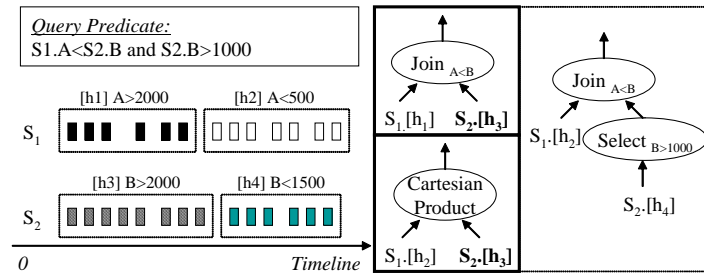 Query Predicate:
S1.A<S2.B and S2.B>1000
[h1] A>2000 [h2] A<500
S1
[h3] B>2000 [h4] B<1500
S2
0 Timeline
Join A<B
S1.[h1] S2.[h3]
Cartesian
Product
S1.[h2] S2.[h3]
Join A<B
S1.[h2]
Select B>1000
S2.[h4]